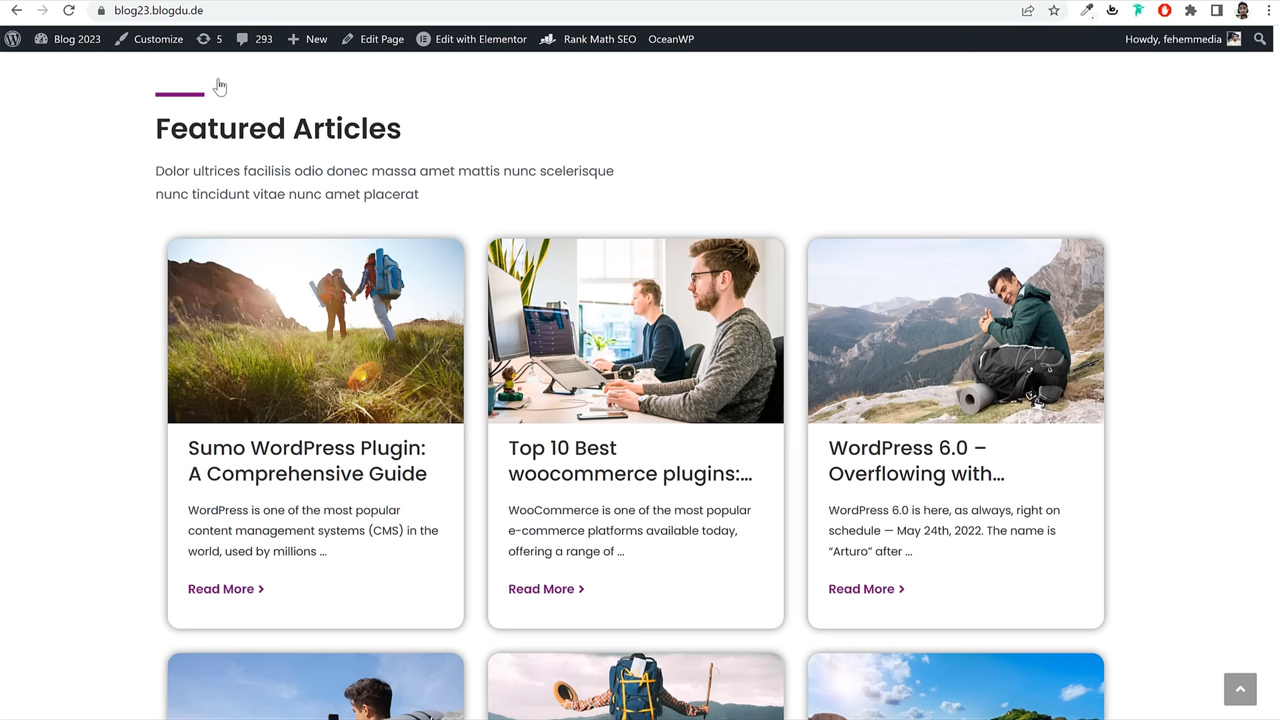 blog23.blogdu.de
Blog 2023 Customize 5 293 New Edit Page Edit with Elementor Rank Math SEO OceanWP Howdy, fehemmedia
Featured Articles
Dolor ultrices facilisis odio donec massa amet mattis nunc scelerisque
nunc tincidunt vitae nunc amet placerat
Sumo WordPress Plugin:
A Comprehensive Guide
WordPress is one of the most popular
content management systems (CMS) in the
world, used by millions ...
Read More
Top 10 Best
woocommerce plugins:...
WooCommerce is one of the most popular
e-commerce platforms available today,
offering a range of ...
Read More
WordPress 6.0 –
Overflowing with...
WordPress 6.0 is here, as always, right on
schedule — May 24th, 2022. The name is
“Arturo” after ...
Read More